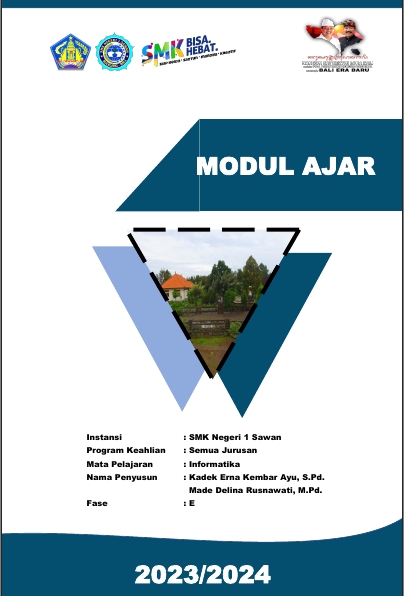 SMK BISA.
HEBAT.
BALI ERA BARU
MODUL AJAR
Instansi : SMK Negeri 1 Sawan
Program Keahlian : Semua Jurusan
Mata Pelajaran : Informatika
Nama Penyusun : Kadek Erna Kembar Ayu, S.Pd.
Made Delina Rusnawati, M.Pd.
Fase : E
2023/2024